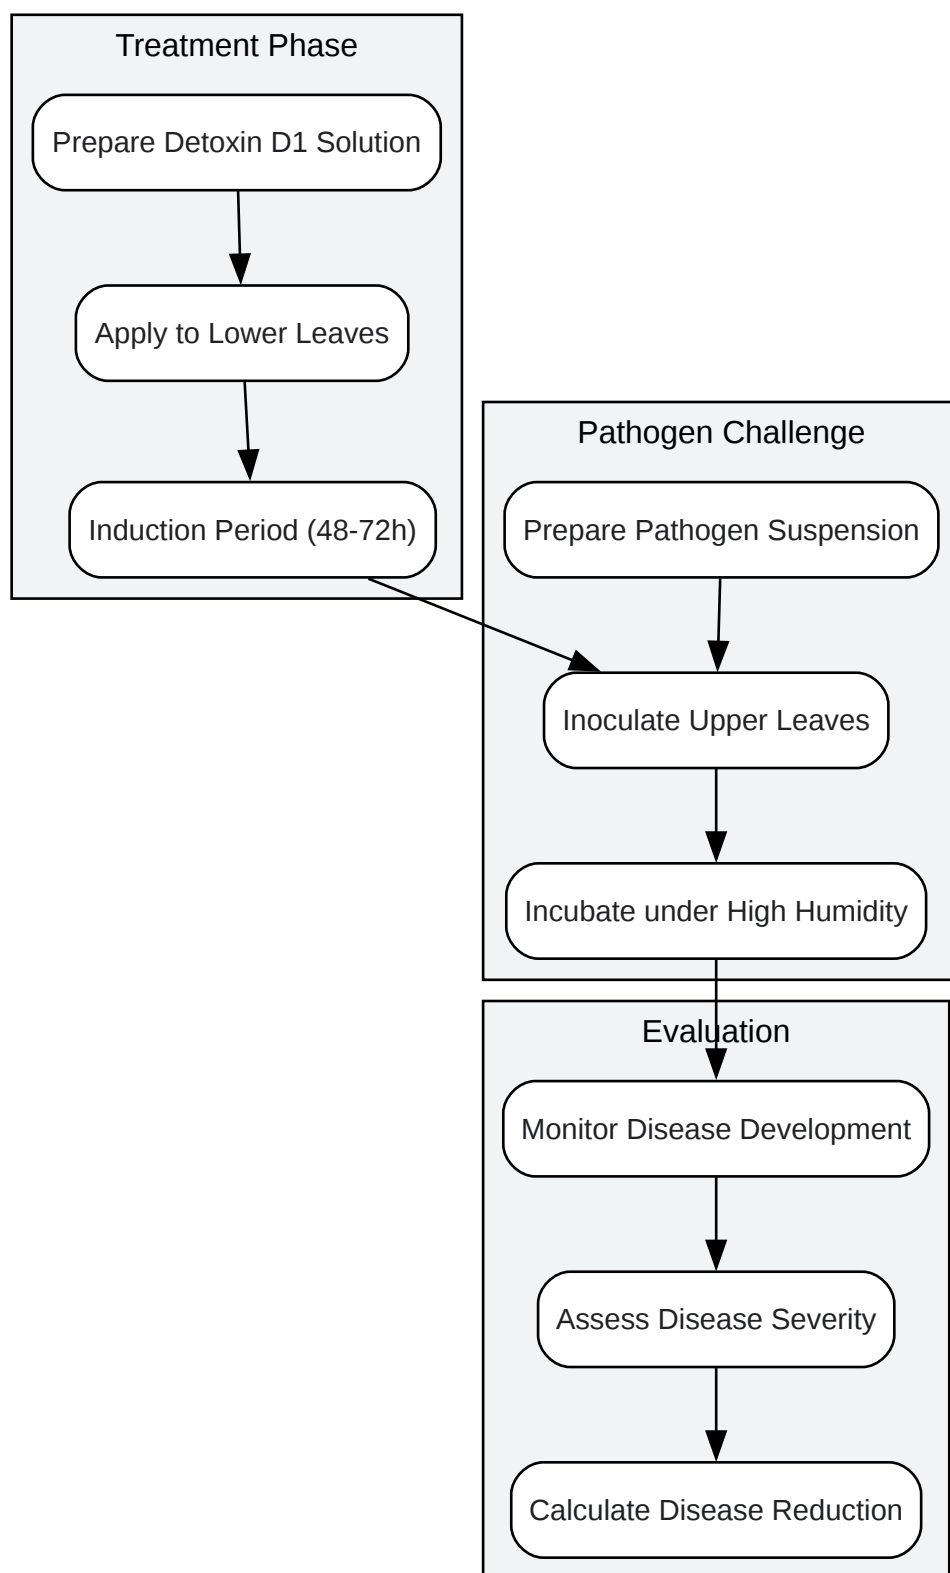 Treatment Phase
Prepare Detoxin D1 Solution
Apply to Lower Leaves
Induction Period (48-72h)
Pathogen Challenge
Prepare Pathogen Suspension
Inoculate Upper Leaves
Incubate under High Humidity
Evaluation
Monitor Disease Development
Assess Disease Severity
Calculate Disease Reduction